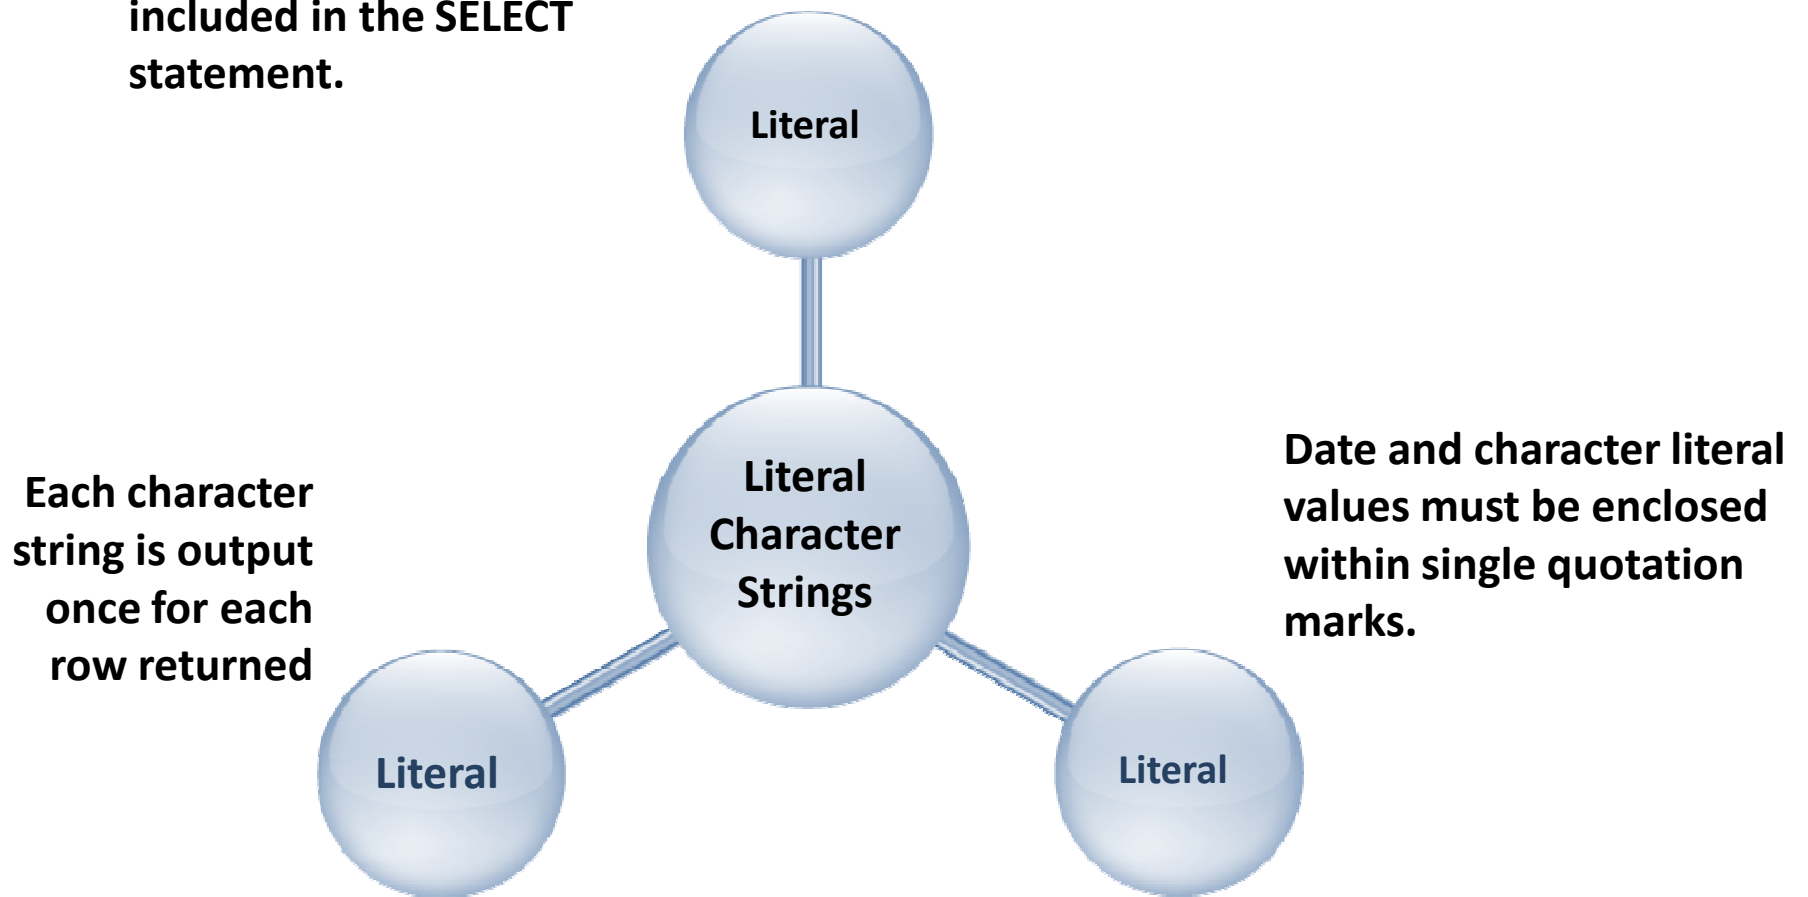 included in the SELECT
statement.
Literal
Each character
string is output
once for each
row returned
Literal
Character
Strings
Date and character literal
values must be enclosed
within single quotation
marks.
Literal
Literal